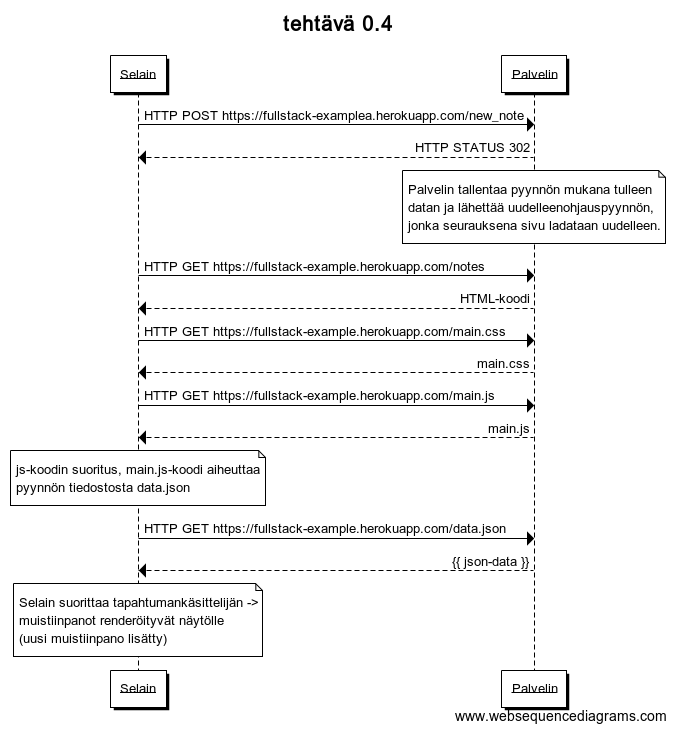 tehtävä 0.4
Selain
Palvelin
HTTP POST https://fullstack-examplea.herokuapp.com/new_note
HTTP STATUS 302
Palvelin tallentaa pyynnön mukana tulleen
datan ja lähettää uudelleenohjauspyynnön,
jonka seurauksena sivu ladataan uudelleen.
HTTP GET https://fullstack-example.herokuapp.com/notes
HTML-koodi
HTTP GET https://fullstack-example.herokuapp.com/main.css
main.css
HTTP GET https://fullstack-example.herokuapp.com/main.js
main.js
js-koodin suoritus, main.js-koodi aiheuttaa
pyynnön tiedostosta data.json
HTTP GET https://fullstack-example.herokuapp.com/data.json
{{ json-data }}
Selain suorittaa tapahtumankäsittelijän ->
muistiinpanot renderöityvät näytölle
(uusi muistiinpano lisätty)
Selain
Palvelin
www.websequencediagrams.com